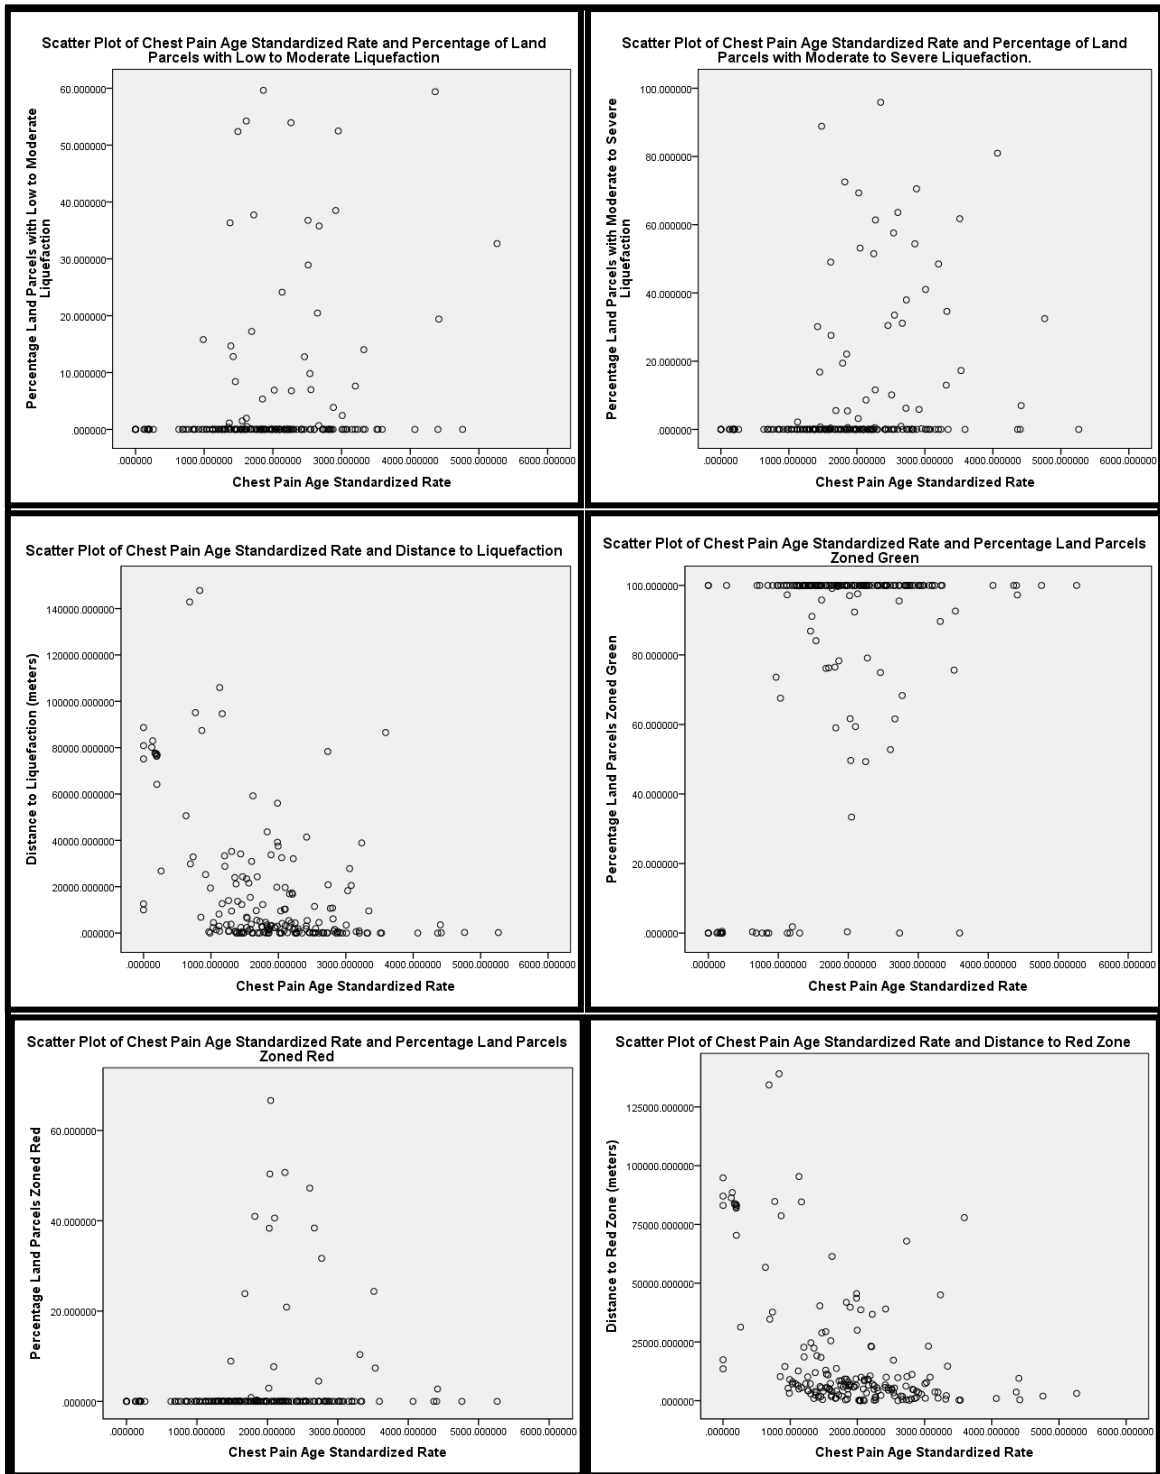 Scatter Plot of Chest Pain Age Standardized Rate and Percentage of Land
Parcels with Low to Moderate Liquefaction
Percentage Land Parcels with Low to Moderate
Liquefaction
60.000000
50.000000
40.000000
30.000000
20.000000
10.000000
.000000
.000000 1000.000000 2000.000000 3000.000000 4000.000000 5000.000000 6000.000000
Chest Pain Age Standardized Rate
Scatter Plot of Chest Pain Age Standardized Rate and Percentage of Land
Parcels with Moderate to Severe Liquefaction.
Percentage Land Parcels with Moderate to Severe
Liquefaction
100.000000
80.000000
60.000000
40.000000
20.000000
.000000
.000000 1000.000000 2000.000000 3000.000000 4000.000000 5000.000000 6000.000000
Chest Pain Age Standardized Rate
Scatter Plot of Chest Pain Age Standardized Rate and Distance to Liquefaction
Distance to Liquefaction (meters)
140000.000000
120000.000000
100000.000000
80000.000000
60000.000000
40000.000000
20000.000000
.000000
.000000 1000.000000 2000.000000 3000.000000 4000.000000 5000.000000 6000.000000
Chest Pain Age Standardized Rate
Scatter Plot of Chest Pain Age Standardized Rate and Percentage Land Parcels
Zoned Green
Percentage Land Parcels Zoned Green
100.000000
80.000000
60.000000
40.000000
20.000000
.000000
.000000 1000.000000 2000.000000 3000.000000 4000.000000 5000.000000 6000.000000
Chest Pain Age Standardized Rate
Scatter Plot of Chest Pain Age Standardized Rate and Percentage Land Parcels
Zoned Red
Percentage Land Parcels Zoned Red
60.000000
40.000000
20.000000
.000000
.000000 1000.000000 2000.000000 3000.000000 4000.000000 5000.000000 6000.000000
Chest Pain Age Standardized Rate
Scatter Plot of Chest Pain Age Standardized Rate and Distance to Red Zone
Distance to Red Zone (meters)
125000.000000
100000.000000
75000.000000
50000.000000
25000.000000
.000000
.000000 1000.000000 2000.000000 3000.000000 4000.000000 5000.000000 6000.000000
Chest Pain Age Standardized Rate